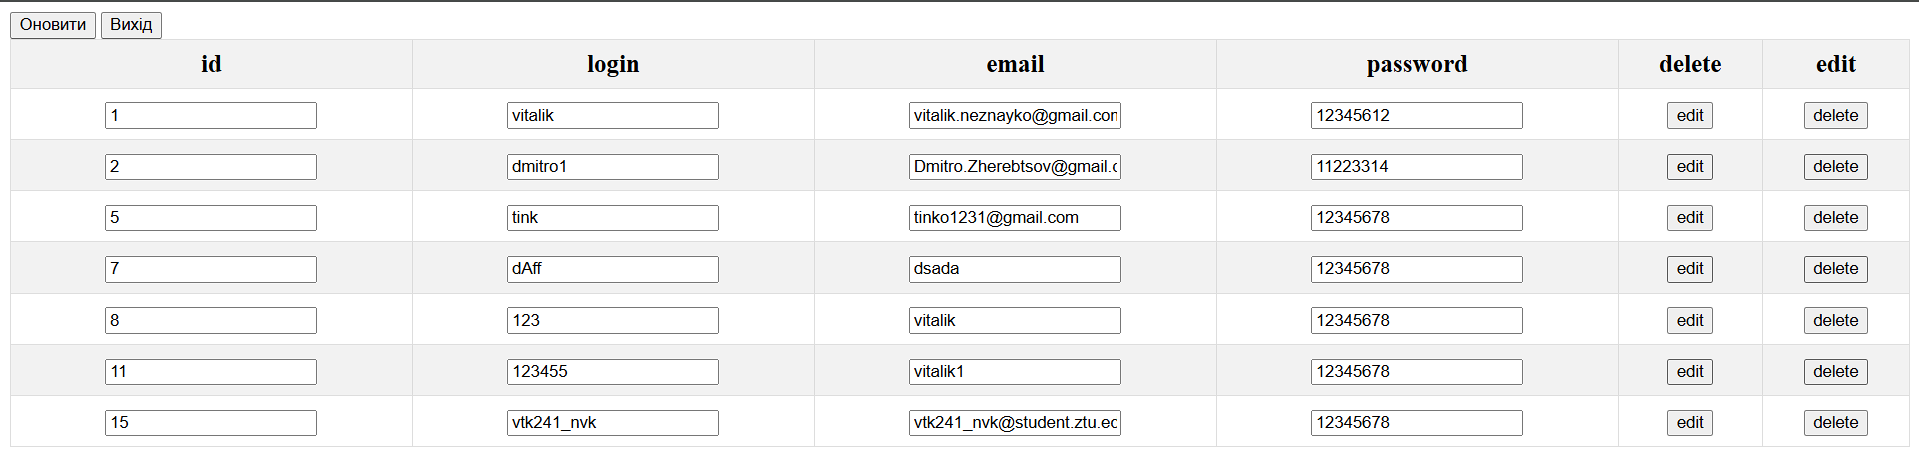 Оновити Вихід
id login email password delete edit
1 vitalik vitalik.neznayko@gmail.com 12345612 edit delete
2 dmitro1 Dmitro.Zherebtsov@gmail.c 11223314 edit delete
5 tink tinko1231@gmail.com 12345678 edit delete
7 dAff dsada 12345678 edit delete
8 123 vitalik 12345678 edit delete
11 123455 vitalik1 12345678 edit delete
15 vtk241_nvk vtk241_nvk@student.ztu.ec 12345678 edit delete